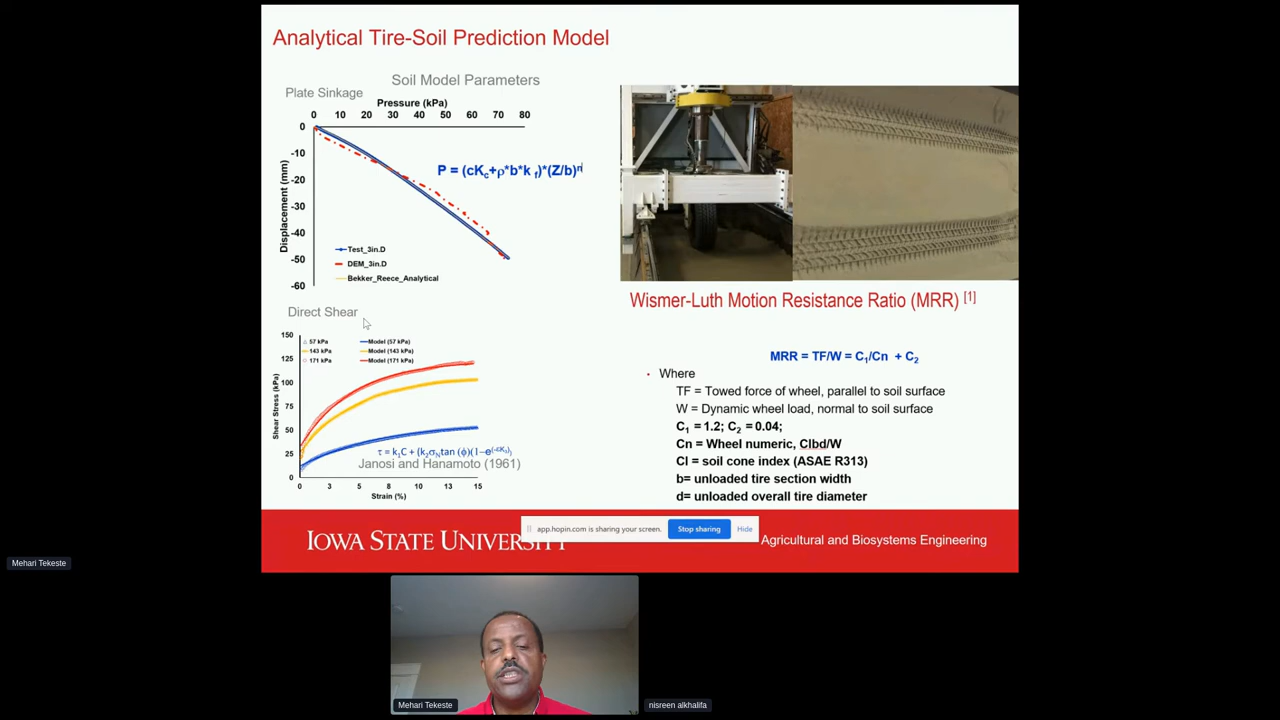 Analytical Tire-Soil Prediction Model
Soil Model Parameters
Plate Sinkage
Pressure (kPa)
0 10 20 30 40 50 60 70 80
0
-10
-20
-30
-40
-50
-60
Displacement (mm)
P = (cKc+ρ*b*k f)*(Z/b)n
Test_3in.D
DEM_3in.D
Bekker_Reece_Analytical
Direct Shear
150
125
100
75
50
25
0
Shear Stress (kPa)
57 kPa Model (57 kPa)
143 kPa Model (143 kPa)
171 kPa Model (171 kPa)
Janosi and Hanamoto (1961)
0 3 5 8 10 13 15
Strain (%)
Wismer-Luth Motion Resistance Ratio (MRR) [1]
MRR = TF/W = C1/Cn + C2
• Where
TF = Towed force of wheel, parallel to soil surface
W = Dynamic wheel load, normal to soil surface
C1 = 1.2; C2 = 0.04;
Cn = Wheel numeric, CIbd/W
CI = soil cone index (ASAE R313)
b= unloaded tire section width
d= unloaded overall tire diameter
app.hopin.com is sharing your screen. Stop sharing Hide
IOWA STATE UNIVERSITY
Agricultural and Biosystems Engineering
Mehari Tekeste
Mehari Tekeste
nisreen alkhalifa